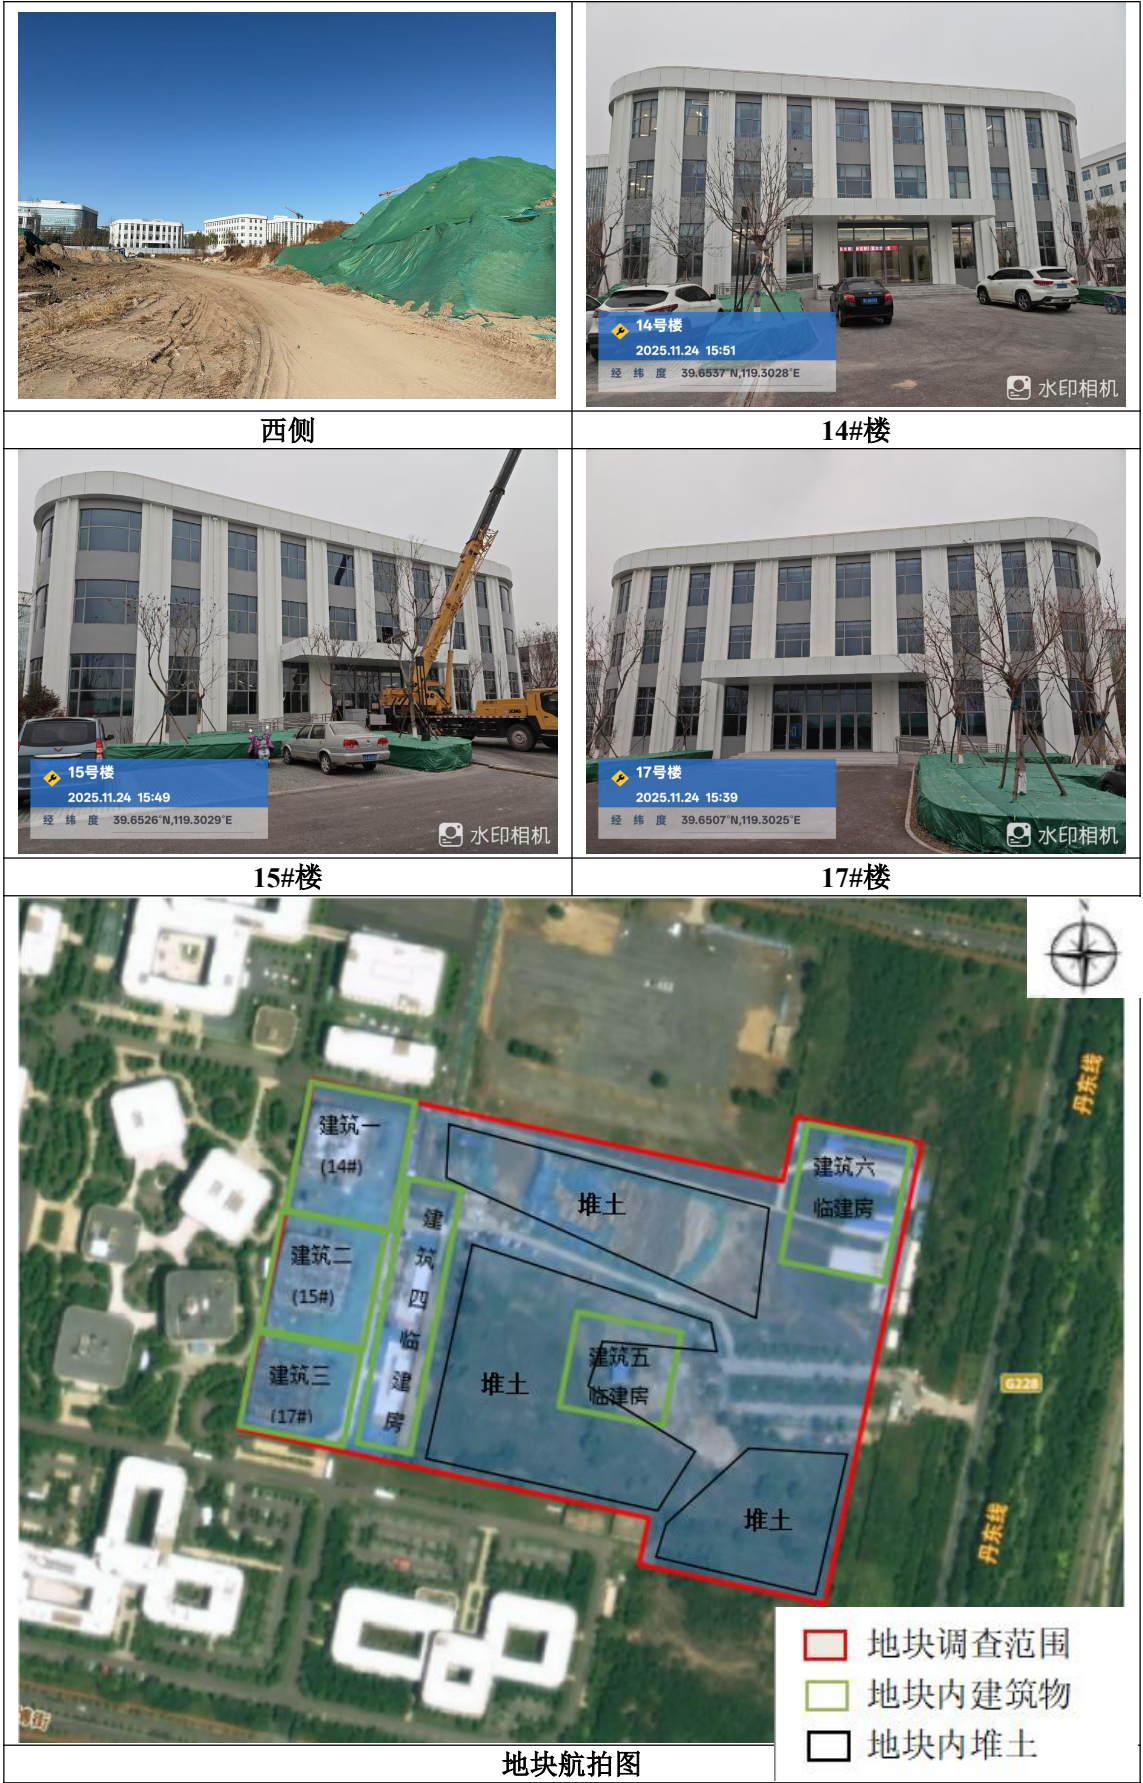 14号楼
2025.11.24 15:51
经 纬 度 39.6537°N,119.3028°E
水印相机
西侧
14#楼
15号楼
2025.11.24 15:49
经 纬 度 39.6526°N,119.3029°E
水印相机
17号楼
2025.11.24 15:39
经 纬 度 39.6507°N,119.3025°E
水印相机
15#楼
17#楼
N
丹东线
建筑一
(14#)
堆土
建筑六
临建房
建筑四临建房
建筑二
(15#)
建筑三
(17#)
堆土
建筑五
临建房
G228
堆土
丹东线
地块调查范围
地块内建筑物
地块内堆土
地块航拍图